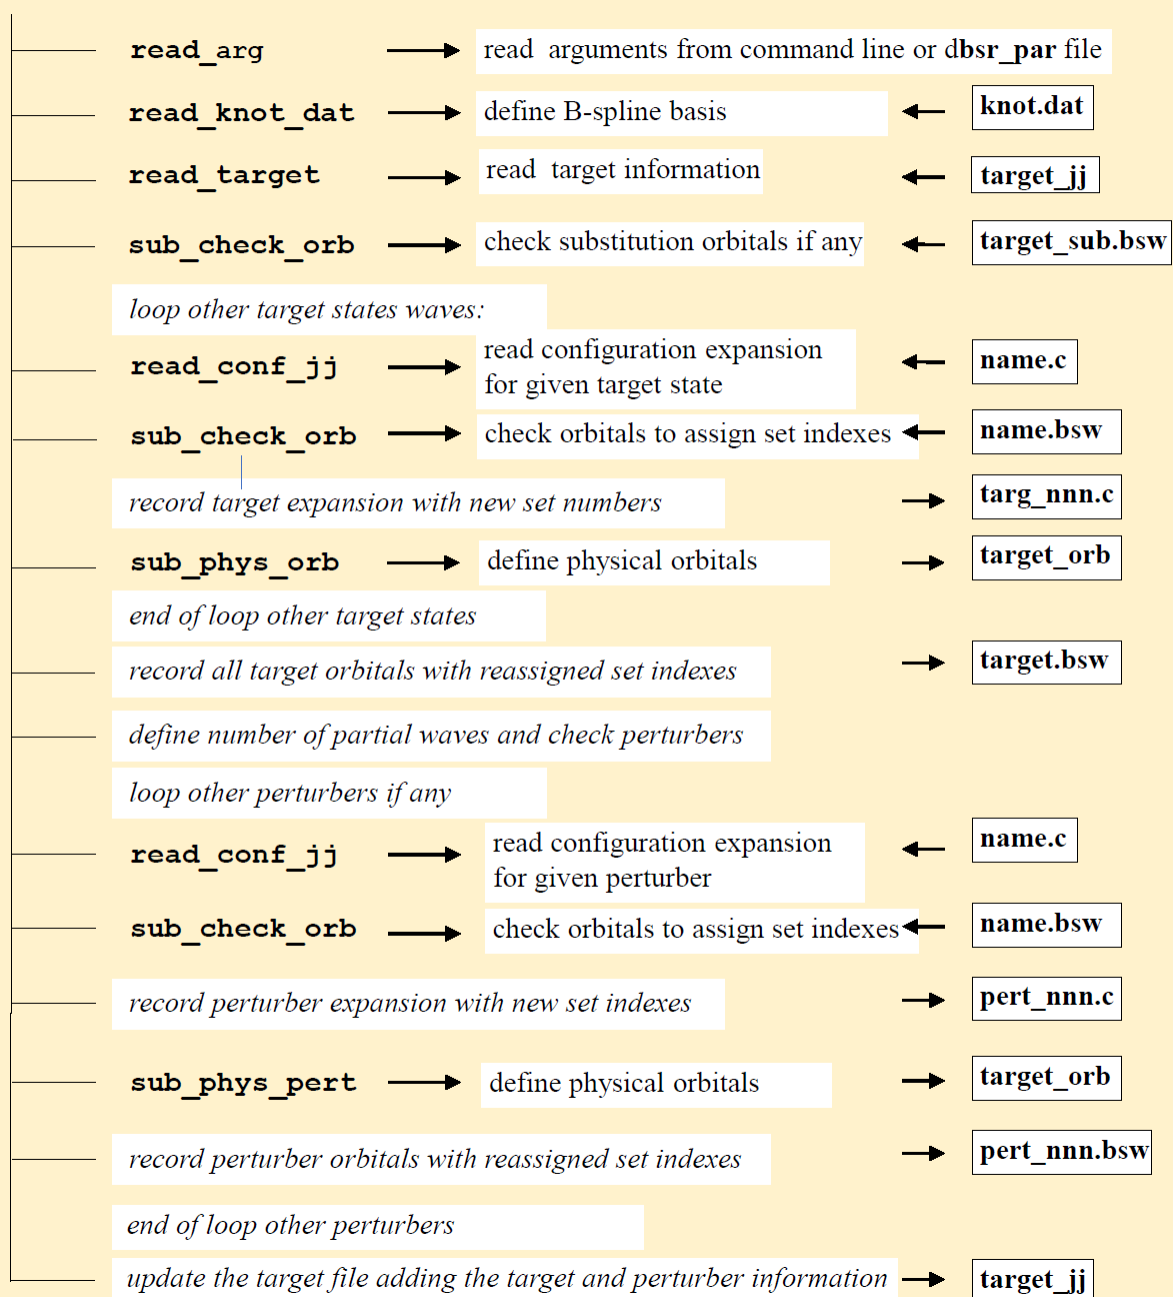 read_arg read arguments from command line or dbsr_par file
read_knot_dat define B-spline basis knot.dat
read_target read target information target_jj
sub_check_orb check substitution orbitals if any target_sub.bsw
loop other target states waves:
read_conf_jj read configuration expansion name.c
for given target state
sub_check_orb check orbitals to assign set indexes name.bsw
record target expansion with new set numbers targ_nnn.c
sub_phys_orb define physical orbitals target_orb
end of loop other target states
record all target orbitals with reassigned set indexes target.bsw
define number of partial waves and check perturbers
loop other perturbers if any
read_conf_jj read configuration expansion name.c
for given perturber
sub_check_orb check orbitals to assign set indexes name.bsw
record perturber expansion with new set indexes pert_nnn.c
sub_phys_pert define physical orbitals target_orb
record perturber orbitals with reassigned set indexes pert_nnn.bsw
end of loop other perturbers
update the target file adding the target and perturber information target_jj